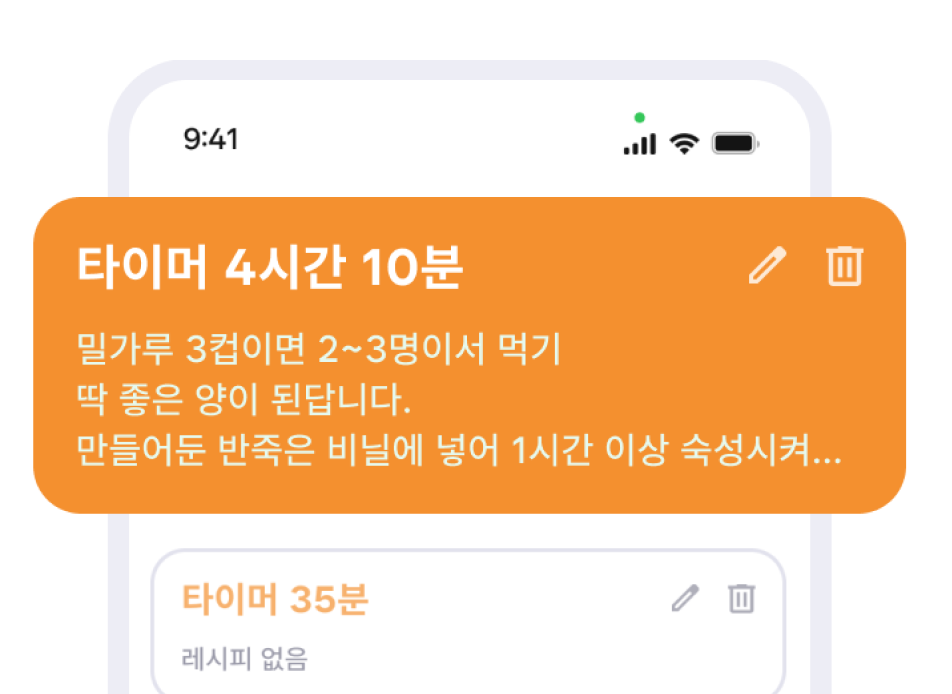 9:41
타이머 4시간 10분
밀가루 3컵이면 2~3명이서 먹기
딱 좋은 양이 된답니다.
만들어둔 반죽은 비닐에 넣어 1시간 이상 숙성시켜...
타이머 35분
레시피 없음